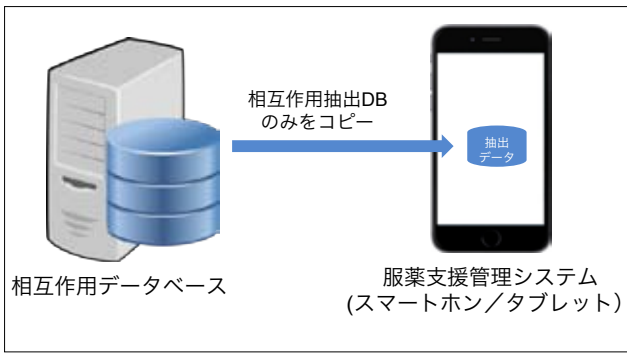 相互作用抽出DB
のみをコピー
抽出
データ
相互作用データベース
服薬支援管理システム
(スマートホン／タブレット）